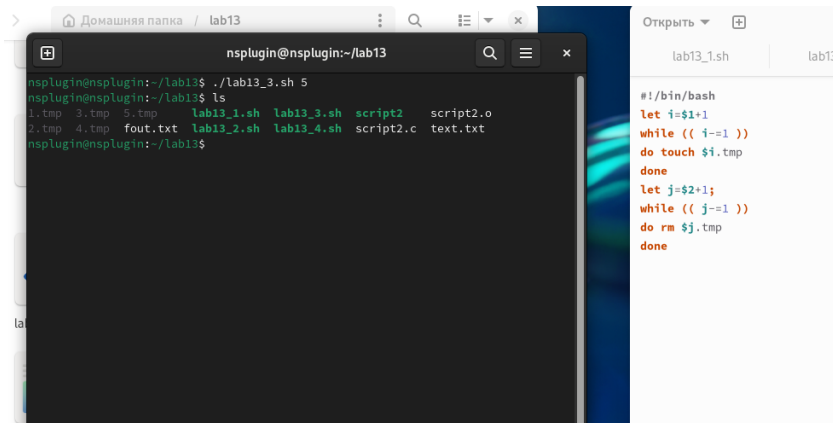 Домашняя папка / lab13
nsplugin@nsplugin:~/lab13
nsplugin@nsplugin:~/lab13$ ./lab13_3.sh 5
nsplugin@nsplugin:~/lab13$ ls
1.tmp 3.tmp 5.tmp lab13_1.sh lab13_3.sh script2 script2.o
2.tmp 4.tmp fout.txt lab13_2.sh lab13_4.sh script2.c text.txt
nsplugin@nsplugin:~/lab13$
Открыть
lab13_1.sh
#!/bin/bash
let i=$1+1
while (( i-=1 ))
do touch $i.tmp
done
let j=$2+1;
while (( j-=1 ))
do rm $j.tmp
done